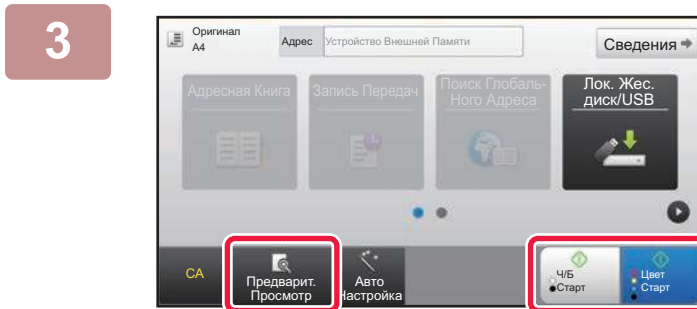 3
Оригинал
A4
Адрес
Устройство Внешней Памяти
Сведения
Адресная Книга
Запись Передач
Поиск Глобаль-
Ного Адреса
Лок. Жес.
диск/USB
CA
Предварит.
Просмотр
Авто
Настройка
Ч/Б
Старт
Цвет
Старт